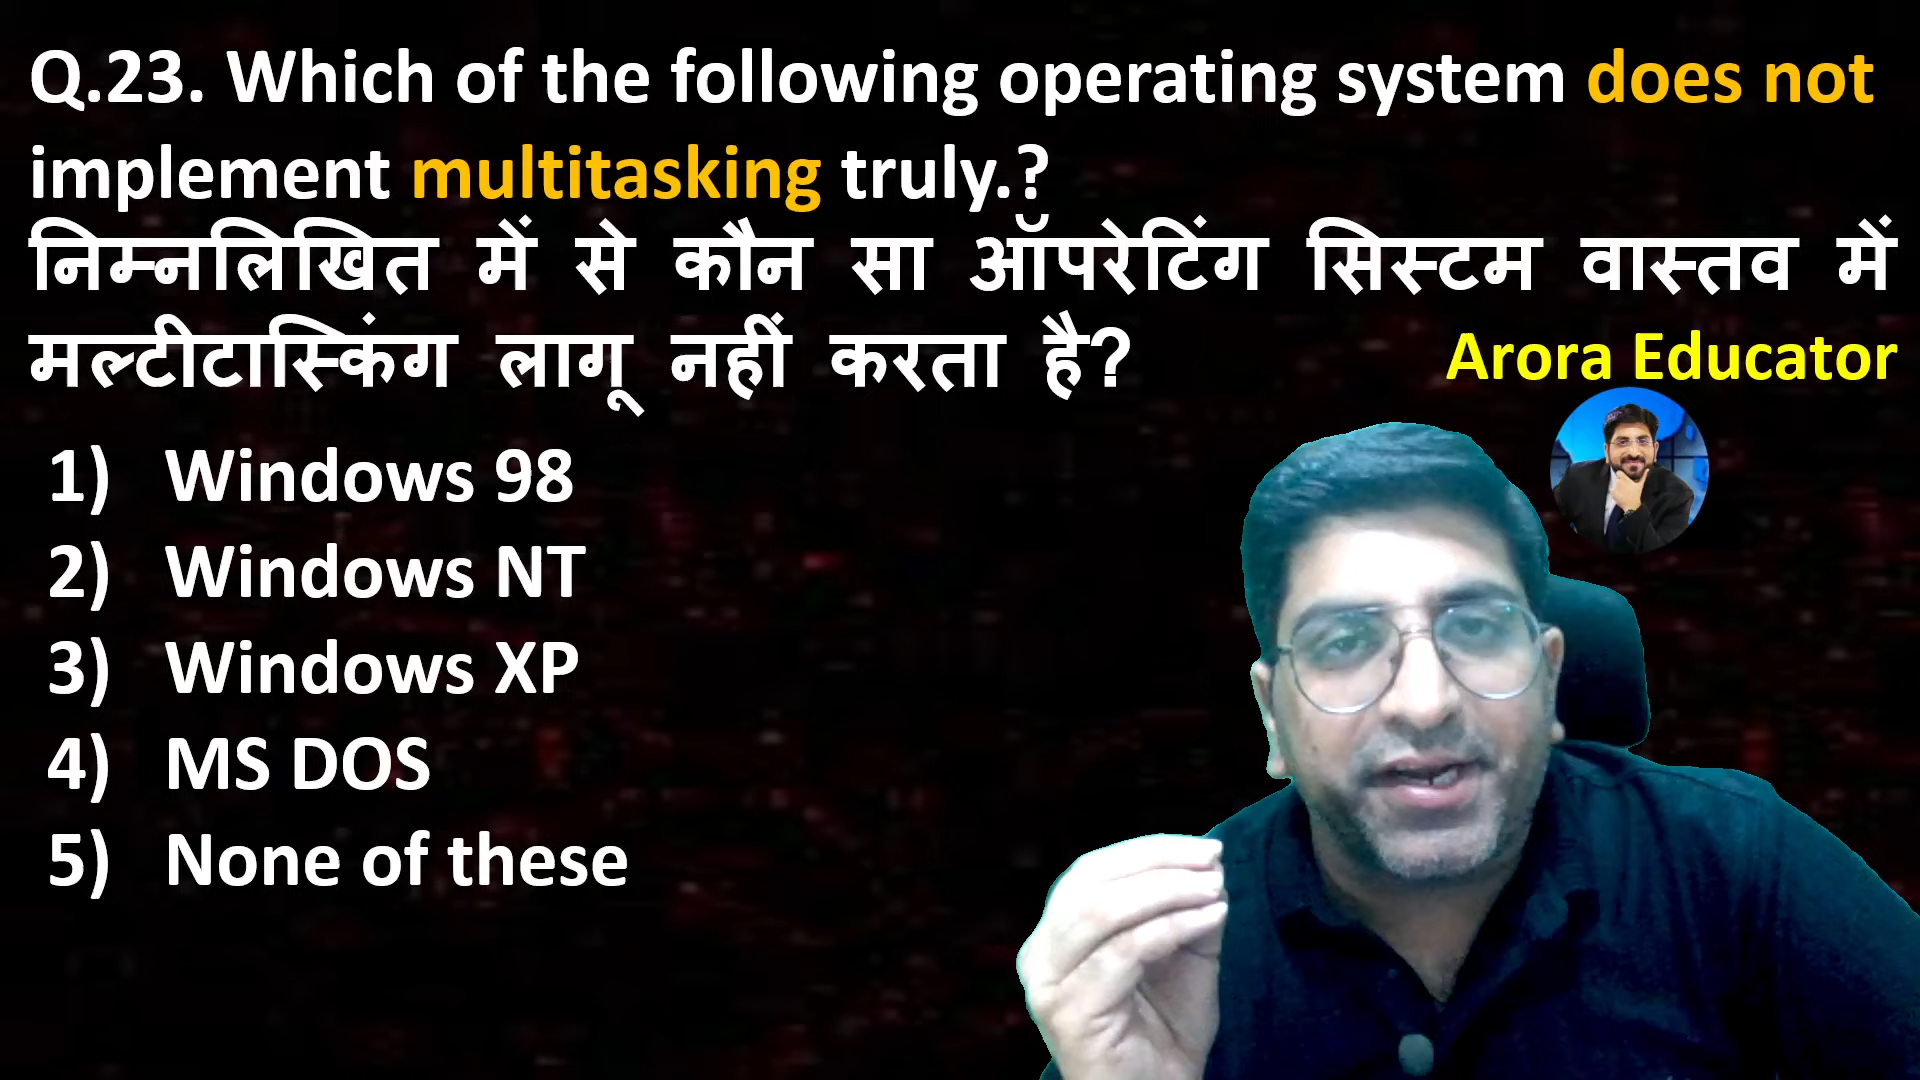 Q.23. Which of the following operating system does not
implement multitasking truly.?
निम्नलिखित में से कौन सा ऑपरेटिंग सिस्टम वास्तव में
मल्टीटास्किंग लागू नहीं करता है?
Arora Educator
1) Windows 98
2) Windows NT
3) Windows XP
4) MS DOS
5) None of these